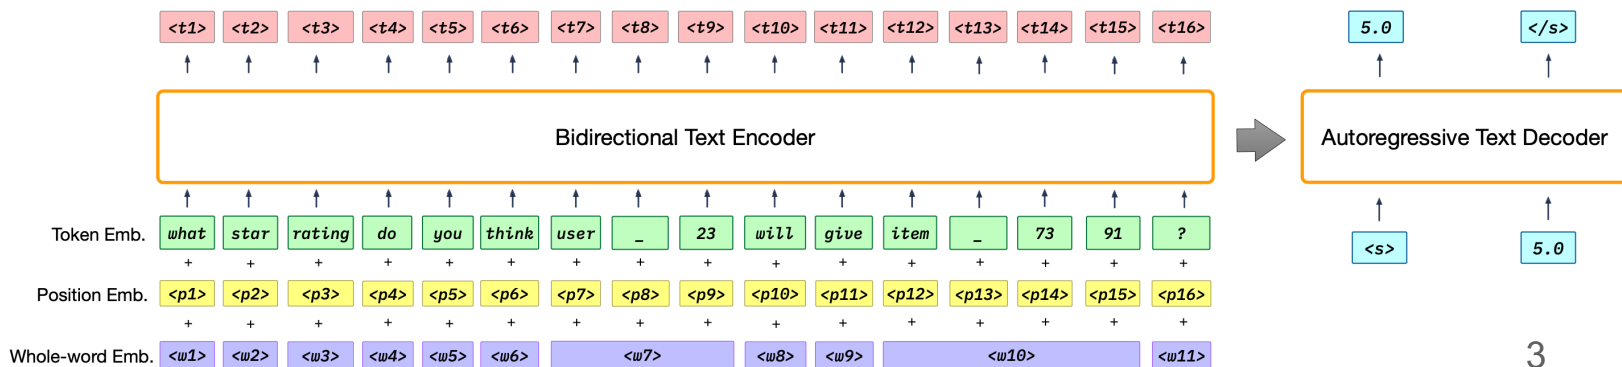 <t1> <t2> <t3> <t4> <t5> <t6> <t7> <t8> <t9> <t10> <t11> <t12> <t13> <t14> <t15> <t16> 5.0 </s>
Bidirectional Text Encoder Autoregressive Text Decoder
Token Emb. what star rating do you think user _ 23 will give item _ 73 91 ? <s> 5.0
+ + + + + + + + + + + + + + + +
Position Emb. <p1> <p2> <p3> <p4> <p5> <p6> <p7> <p8> <p9> <p10> <p11> <p12> <p13> <p14> <p15> <p16>
+ + + + + + + + + + + + + + + +
Whole-word Emb. <w1> <w2> <w3> <w4> <w5> <w6> <w7> <w8> <w9> <w10> <w11> 3